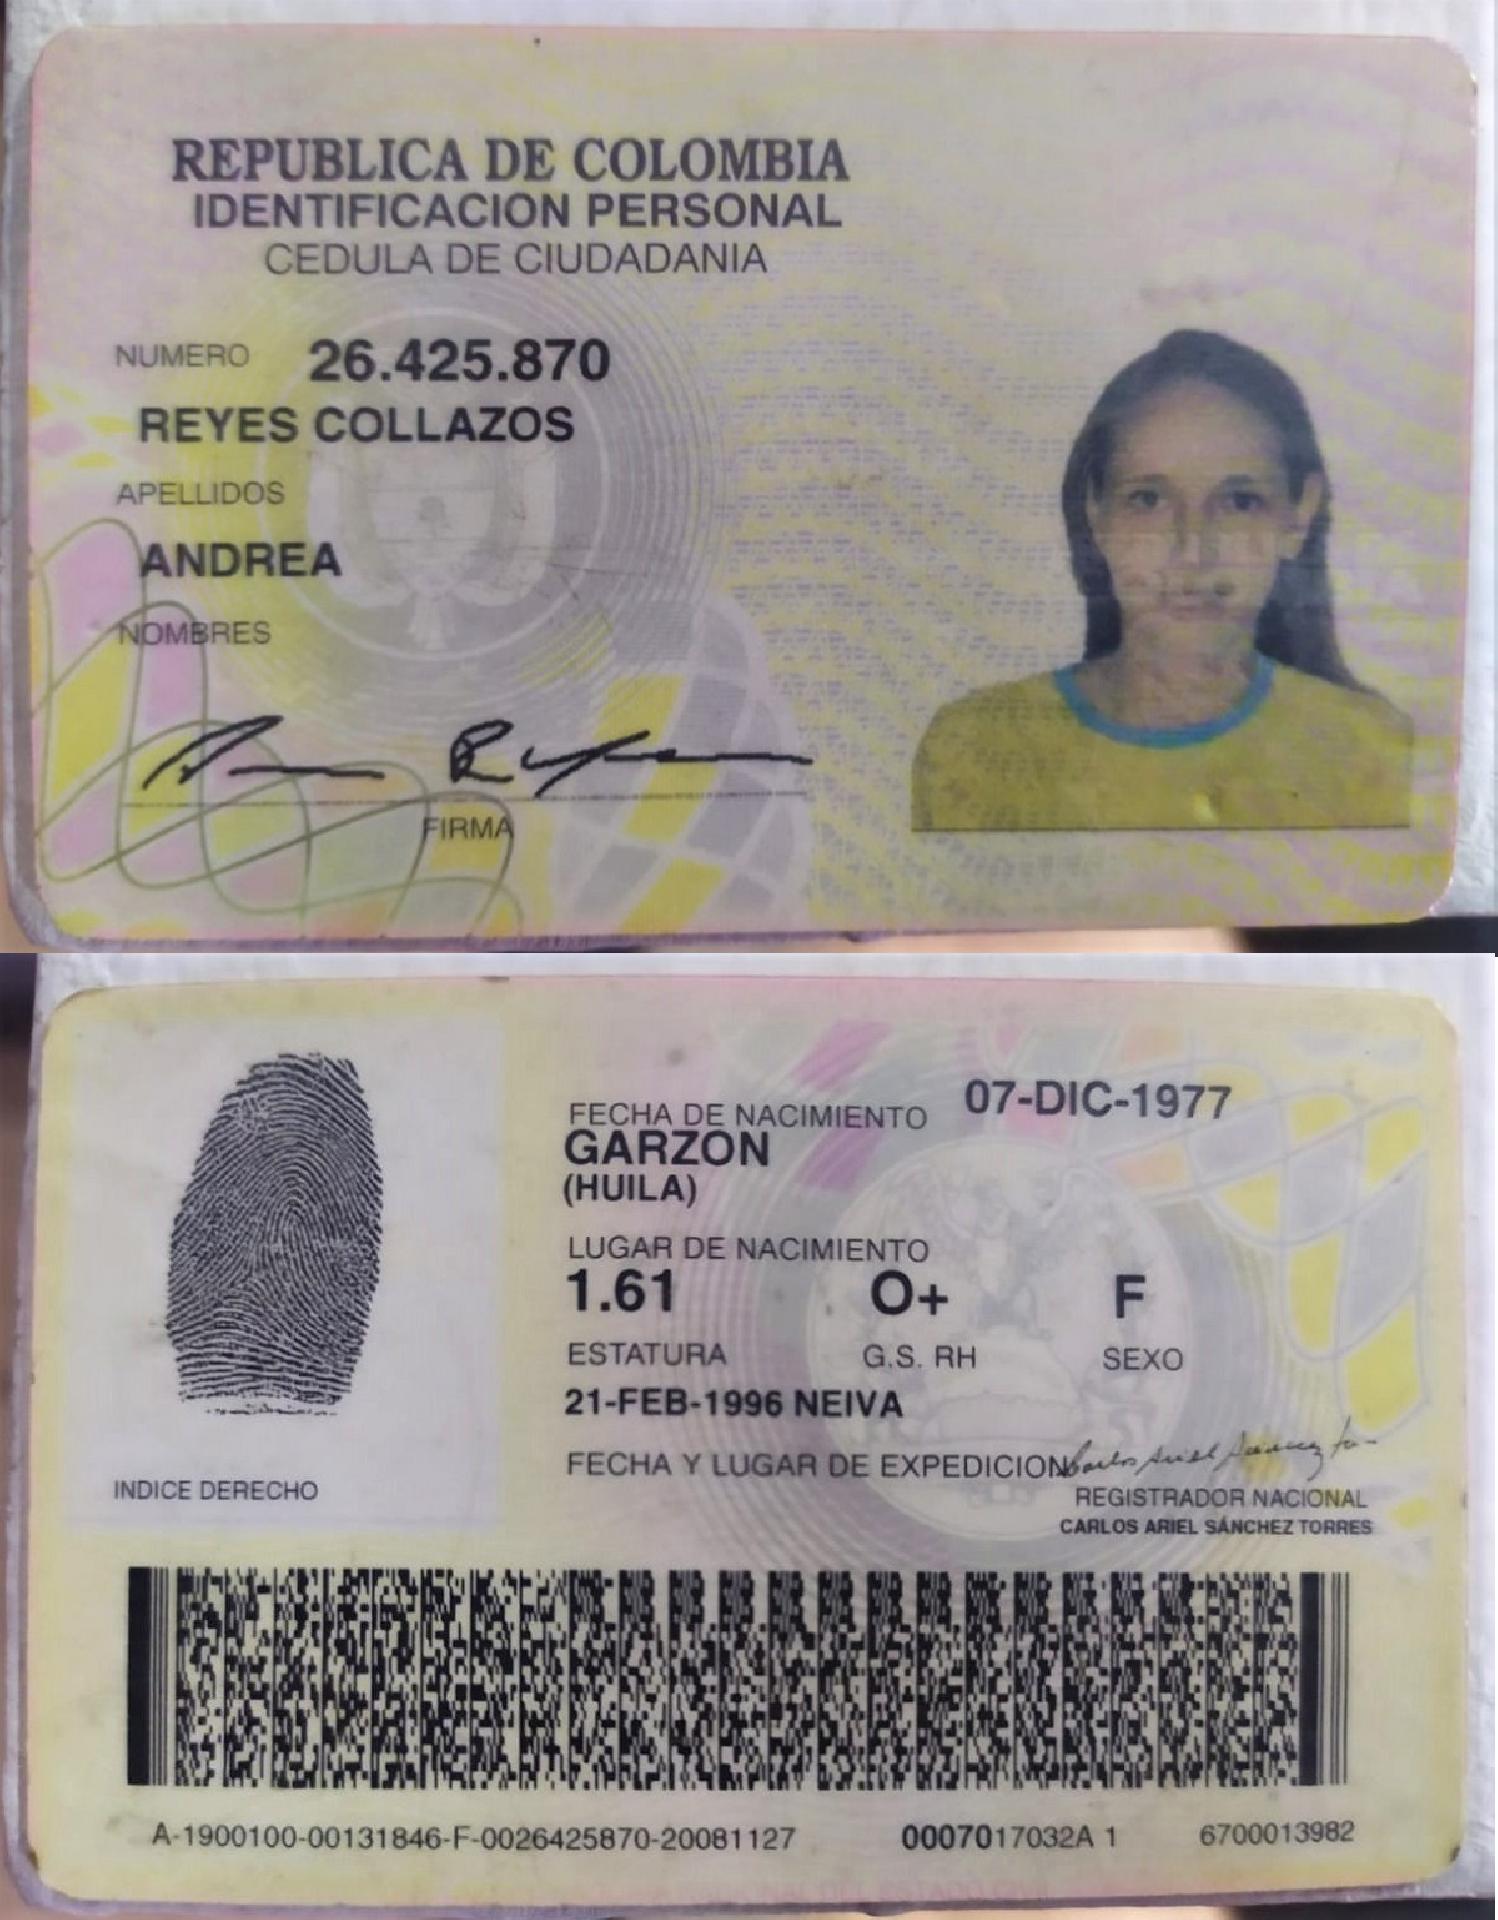 REPUBLICA DE COLOMBIA
IDENTIFICACION PERSONAL
CEDULA DE CIUDADANIA
NUMERO 26.425.870
REYES COLLAZOS
APELLIDOS
ANDREA
NOMBRES
FIRMA
FECHA DE NACIMIENTO 07-DIC-1977
GARZON
(HUILA)
LUGAR DE NACIMIENTO
1.61 O+ F
ESTATURA G.S. RH SEXO
21-FEB-1996 NEIVA
FECHA Y LUGAR DE EXPEDICION
INDICE DERECHO
REGISTRADOR NACIONAL
CARLOS ARIEL SÁNCHEZ TORRES
A-1900100-00131846-F-0026425870-20081127 0007017032A 1 6700013982